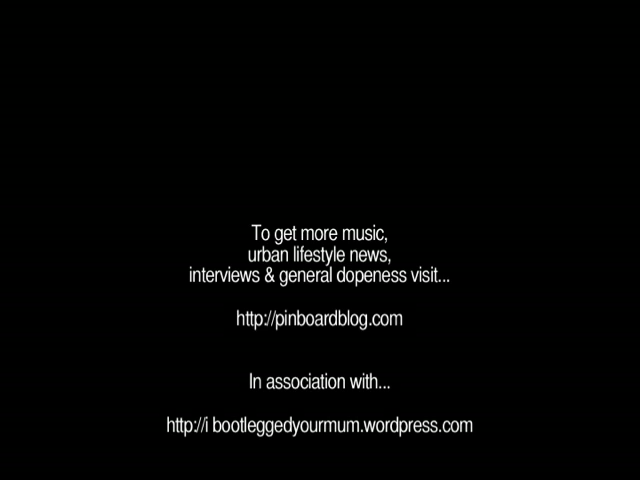 To get more music,
urban lifestyle news,
interviews & general dopeness visit...
http://pinboardblog.com
In association with...
http://i bootleggedyourmum.wordpress.com